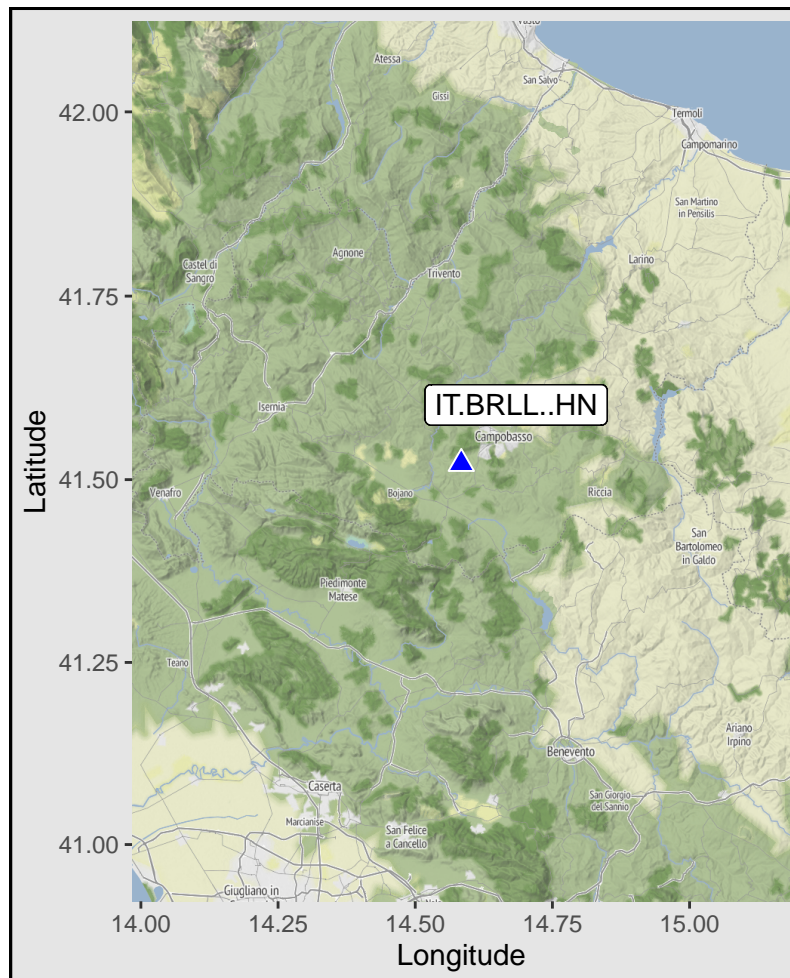 Vasto
Atessa
San Salvo
Gissi
42.00
Termoli
Campomarino
San Martino
in Pensilis
Agnone
Castel di
Sangro
Trivento
Larino
41.75
IT.BRLL..HN
Isernia
Campobasso
Latitude
41.50
Venafro
Bojano
Riccia
San
Bartolomeo
in Galdo
Piedimonte
Matese
41.25
Teano
Ariano
Irpino
Benevento
Caserta
San Giorgio
del Sannio
Marcianise
San Felice
a Cancello
41.00
Giugliano in
14.00
14.25
14.50
14.75
15.00
Longitude